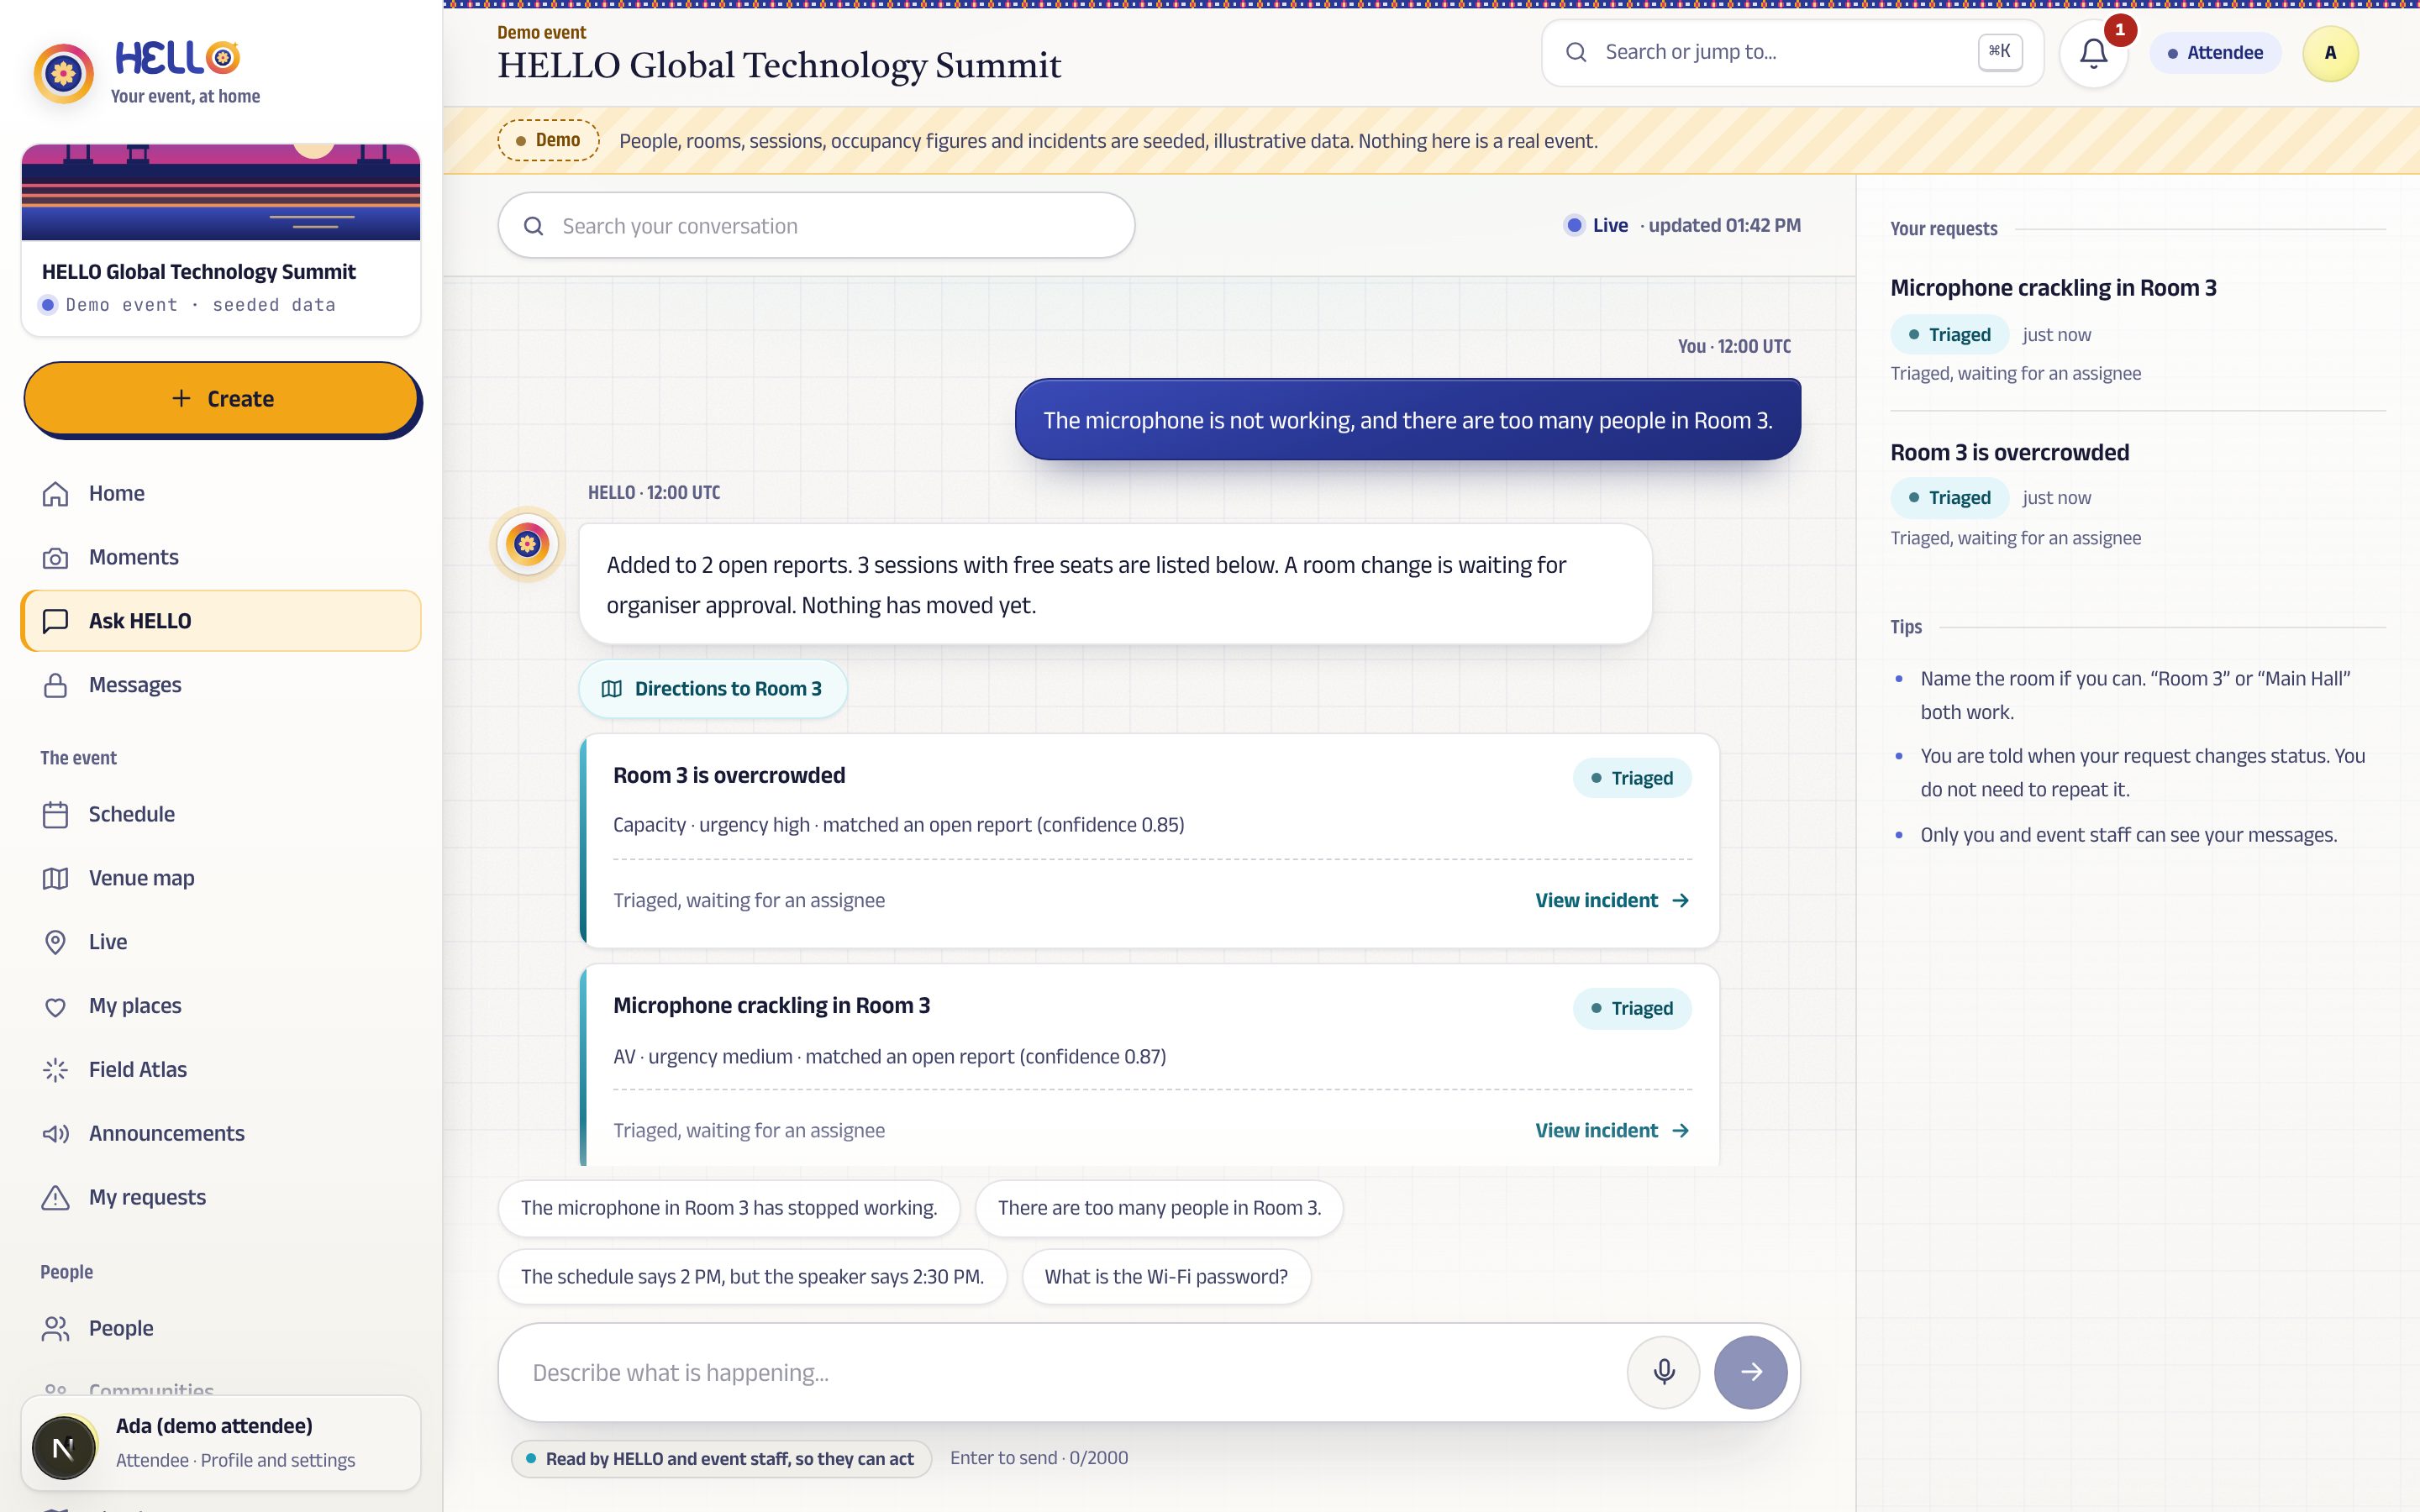 HELLO
Your event, at home
HELLO Global Technology Summit
Demo event · seeded data
+ Create
Home
Moments
Ask HELLO
Messages
The event
Schedule
Venue map
Live
My places
Field Atlas
Announcements
My requests
People
People
Communities
Ada (demo attendee)
Attendee · Profile and settings
N
Demo event
HELLO Global Technology Summit
Search or jump to...
⌘K
1
Attendee
A
Demo
People, rooms, sessions, occupancy figures and incidents are seeded, illustrative data. Nothing here is a real event.
Search your conversation
Live · updated 01:42 PM
You · 12:00 UTC
The microphone is not working, and there are too many people in Room 3.
HELLO · 12:00 UTC
Added to 2 open reports. 3 sessions with free seats are listed below. A room change is waiting for
organiser approval. Nothing has moved yet.
Directions to Room 3
Room 3 is overcrowded
Triaged
Capacity · urgency high · matched an open report (confidence 0.85)
Triaged, waiting for an assignee
View incident →
Microphone crackling in Room 3
Triaged
AV · urgency medium · matched an open report (confidence 0.87)
Triaged, waiting for an assignee
View incident →
The microphone in Room 3 has stopped working.
There are too many people in Room 3.
The schedule says 2 PM, but the speaker says 2:30 PM.
What is the Wi-Fi password?
Describe what is happening...
Read by HELLO and event staff, so they can act
Enter to send · 0/2000
Your requests
Microphone crackling in Room 3
Triaged
just now
Triaged, waiting for an assignee
Room 3 is overcrowded
Triaged
just now
Triaged, waiting for an assignee
Tips
• Name the room if you can. “Room 3” or “Main Hall”
both work.
• You are told when your request changes status. You
do not need to repeat it.
• Only you and event staff can see your messages.